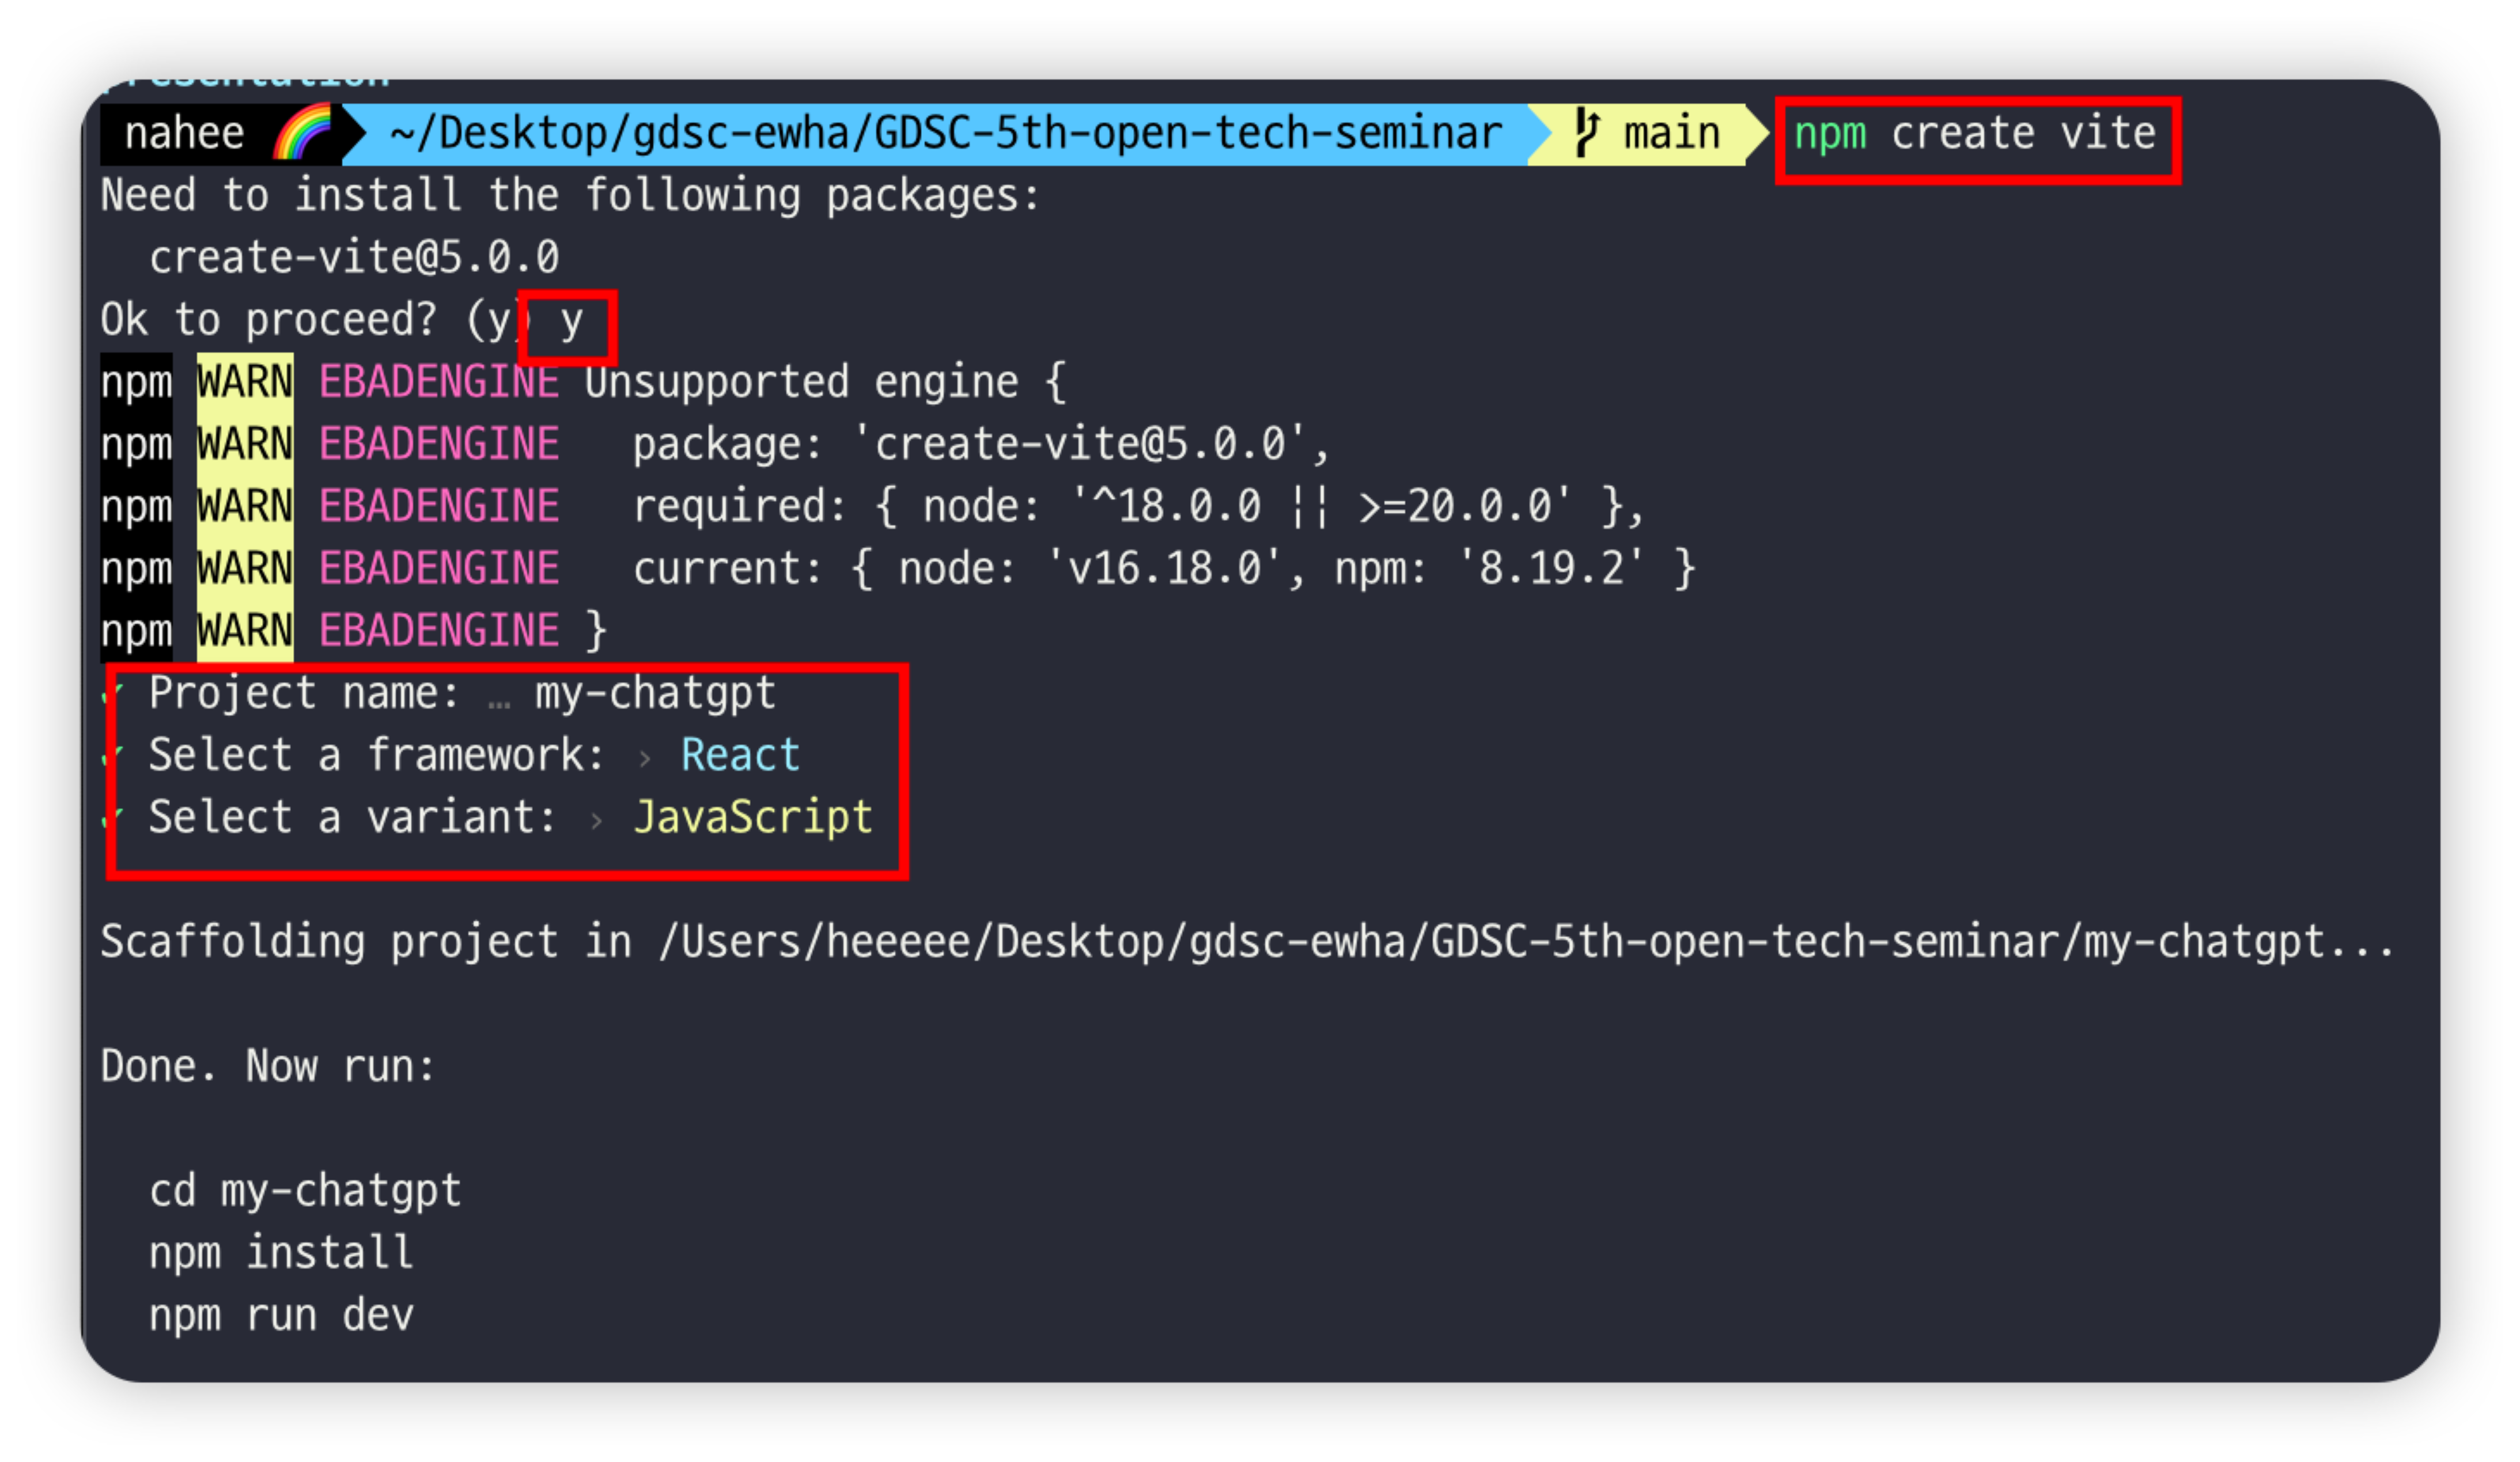 presentation
nahee 🌈 ~/Desktop/gdsc-ewha/GDSC-5th-open-tech-seminar main npm create vite
Need to install the following packages:
  create-vite@5.0.0
Ok to proceed? (y) y
npm WARN EBADENGINE Unsupported engine {
npm WARN EBADENGINE   package: 'create-vite@5.0.0',
npm WARN EBADENGINE   required: { node: '^18.0.0 || >=20.0.0' },
npm WARN EBADENGINE   current: { node: 'v16.18.0', npm: '8.19.2' }
npm WARN EBADENGINE }
✔ Project name: … my-chatgpt
✔ Select a framework: › React
✔ Select a variant: › JavaScript
Scaffolding project in /Users/heeeee/Desktop/gdsc-ewha/GDSC-5th-open-tech-seminar/my-chatgpt...
Done. Now run:
  cd my-chatgpt
  npm install
  npm run dev